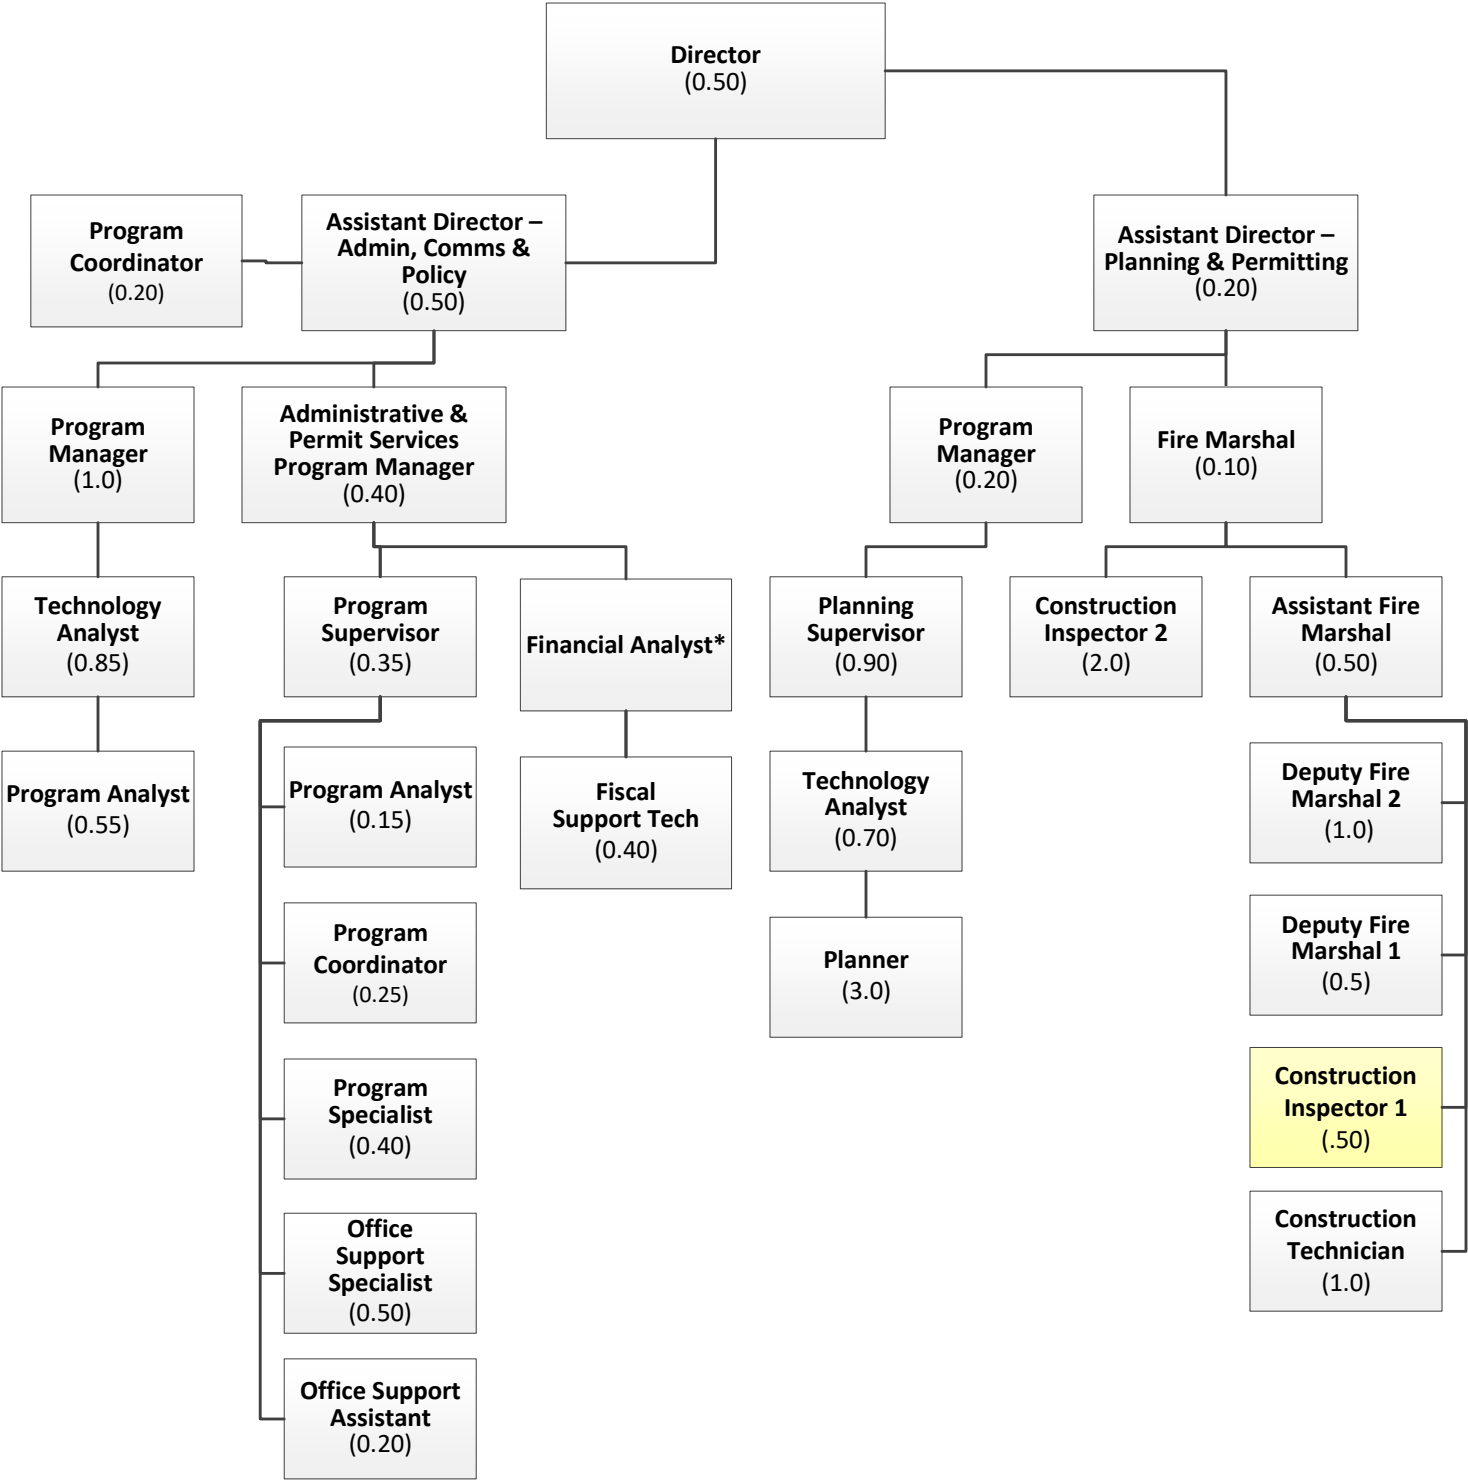 Director
(0.50)
Program
Coordinator
(0.20)
Assistant Director –
Admin, Comms &
Policy
(0.50)
Assistant Director –
Planning & Permitting
(0.20)
Program
Manager
(1.0)
Administrative &
Permit Services
Program Manager
(0.40)
Program
Manager
(0.20)
Fire Marshal
(0.10)
Technology
Analyst
(0.85)
Program
Supervisor
(0.35)
Financial Analyst*
Planning
Supervisor
(0.90)
Construction
Inspector 2
(2.0)
Assistant Fire
Marshal
(0.50)
Program Analyst
(0.55)
Program Analyst
(0.15)
Fiscal
Support Tech
(0.40)
Technology
Analyst
(0.70)
Deputy Fire
Marshal 2
(1.0)
Program
Coordinator
(0.25)
Planner
(3.0)
Deputy Fire
Marshal 1
(0.5)
Program
Specialist
(0.40)
Construction
Inspector 1
(.50)
Office
Support
Specialist
(0.50)
Construction
Technician
(1.0)
Office Support
Assistant
(0.20)